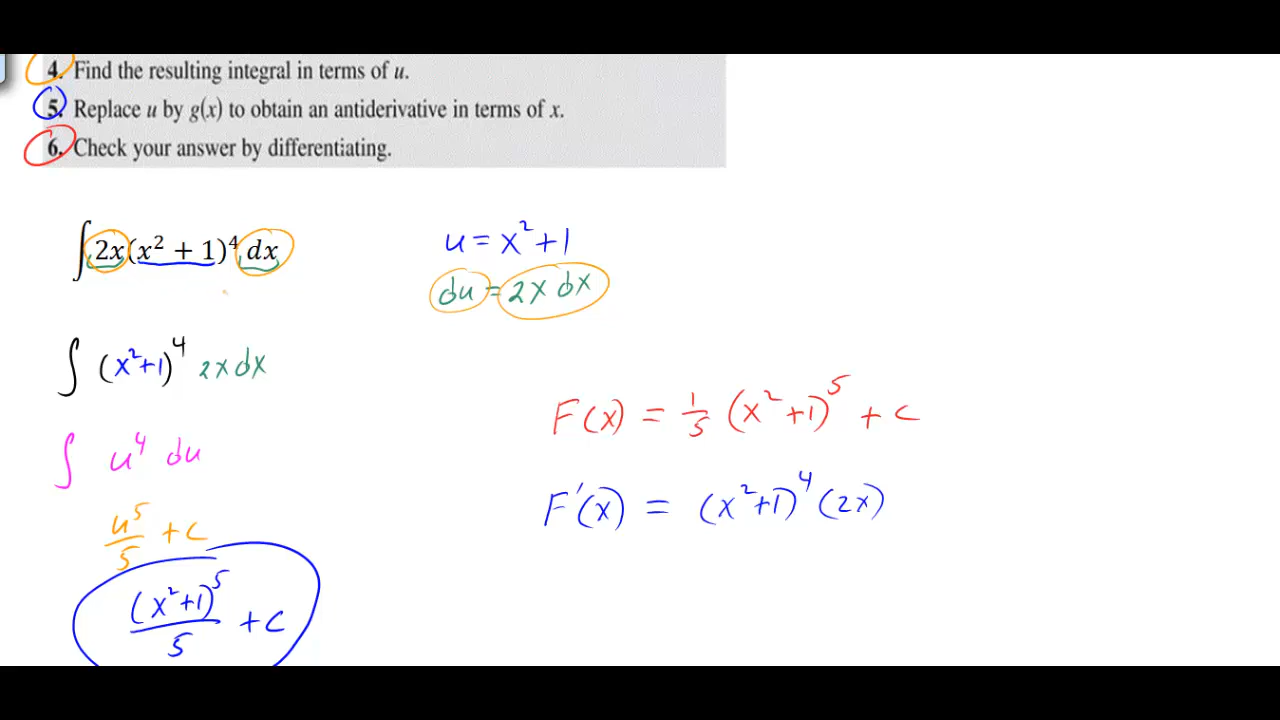 4. Find the resulting integral in terms of u.
5. Replace u by g(x) to obtain an antiderivative in terms of x.
6. Check your answer by differentiating.
∫ 2x(x² + 1)⁴ dx
u = x² + 1
du = 2x dx
∫ (x²+1)⁴ 2x dx
F(x) = 1/5 (x²+1)⁵ + c
∫ u⁴ du
F'(x) = (x²+1)⁴ (2x)
u⁵/5 + c
(x²+1)⁵/5 + c